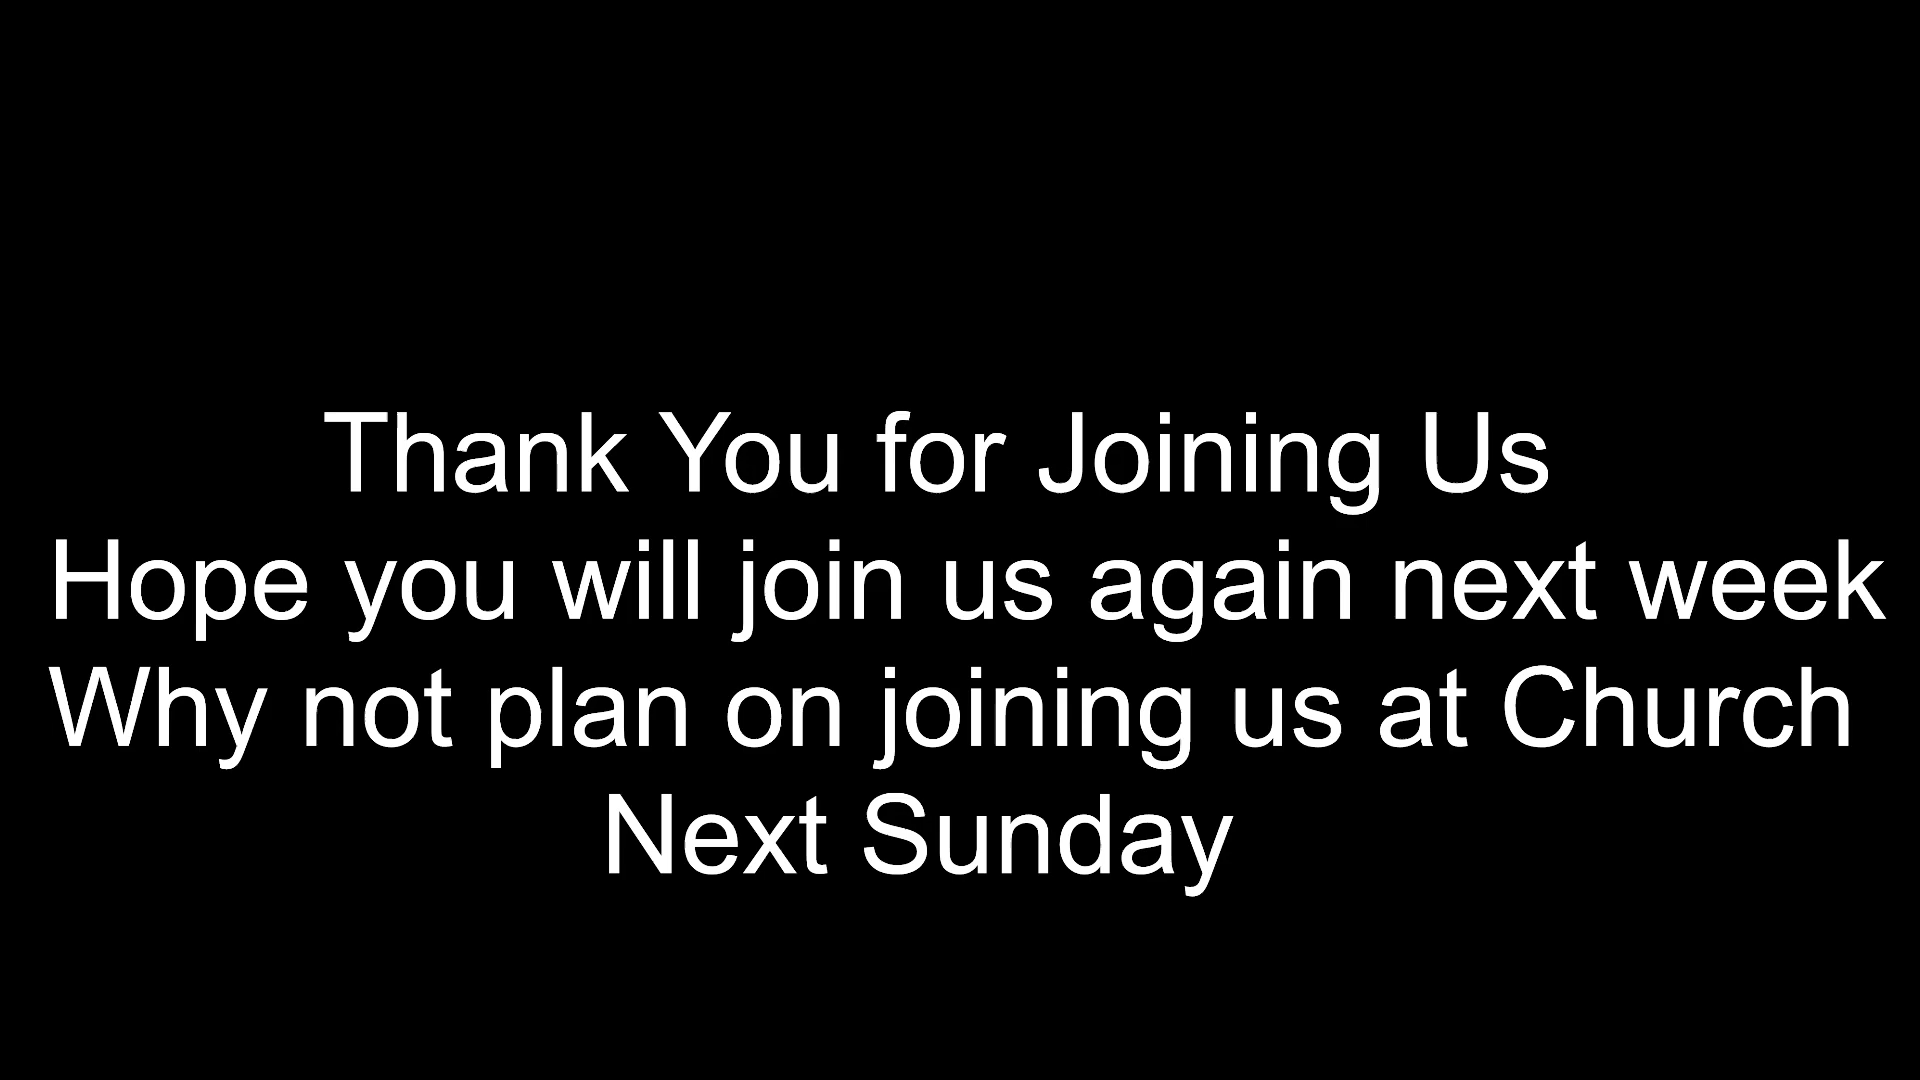 Thank You for Joining Us
Hope you will join us again next week
Why not plan on joining us at Church
Next Sunday